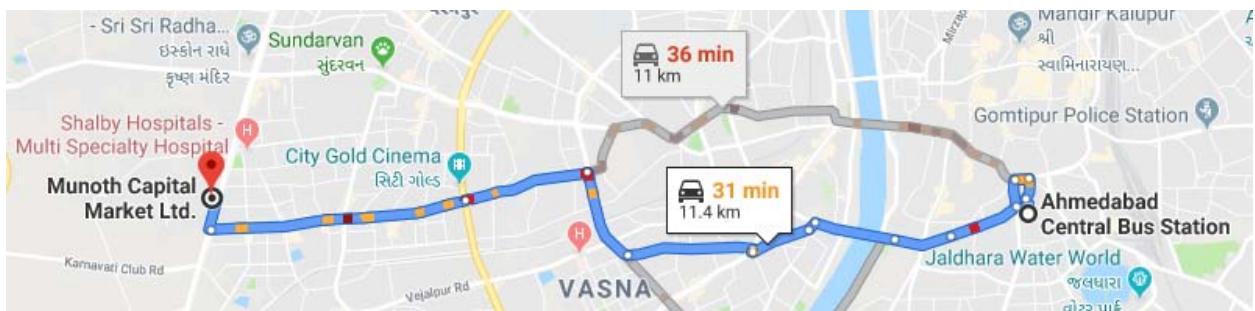 - Sri Sri Radha...
ઇસ્કોન રાધે
કૃષ્ણ મંદિર
Sundarvan
સુંદરવન
36 min
11 km
Mandir Kalupur
શ્રી
સ્વામિનારાયણ...
Gomtipur Police Station
Shalby Hospitals -
Multi Specialty Hospital
H
City Gold Cinema
સિટી ગોલ્ડ
Munoth Capital
Market Ltd.
31 min
11.4 km
Ahmedabad
Central Bus Station
H
Karnavati Club Rd
Vejalpur Rd
VASNA
Jaldhara Water World
જલધારા
વોટર પાર્ક